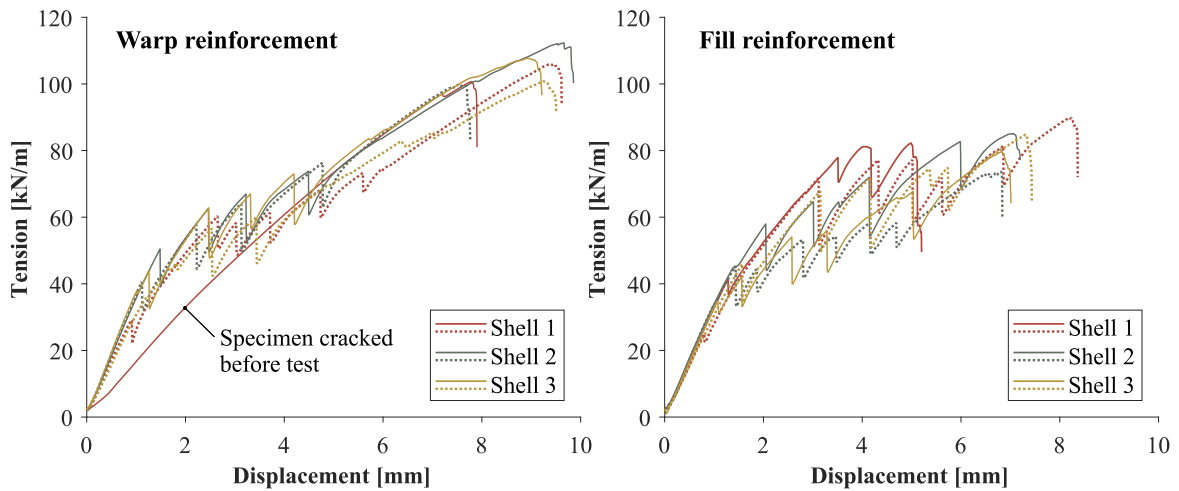 Warp reinforcement
120
100
80
60
40
20
0
0 2 4 6 8 10
Tension [kN/m]
Displacement [mm]
Specimen cracked
before test
Shell 1
Shell 2
Shell 3
Fill reinforcement
120
100
80
60
40
20
0
0 2 4 6 8 10
Tension [kN/m]
Displacement [mm]
Shell 1
Shell 2
Shell 3